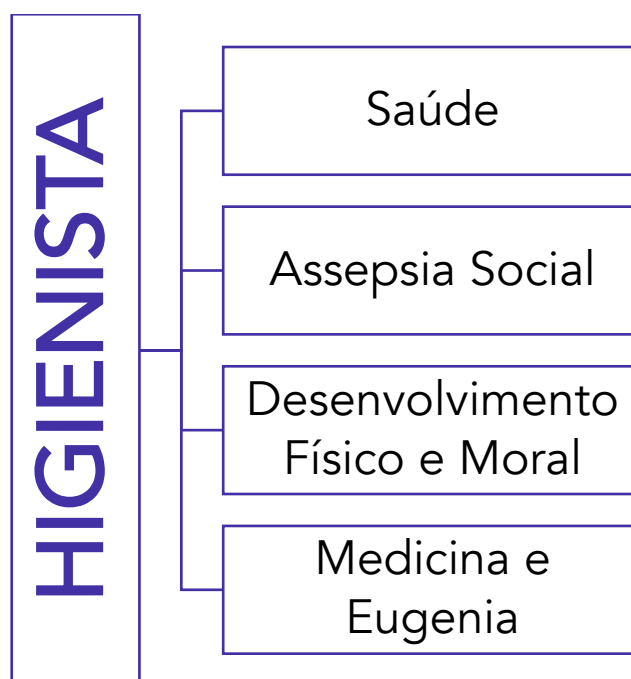 HIGIENISTA
Saúde
Assepsia Social
Desenvolvimento
Físico e Moral
Medicina e
Eugenia